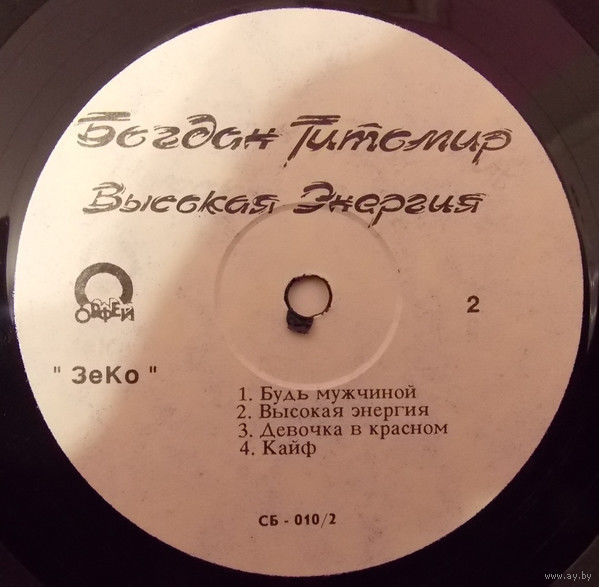 Богдан Титомир
Высокая Энергия
ОРФЕЙ
2
" ЗеКо "
1. Будь мужчиной
2. Высокая энергия
3. Девочка в красном
4. Кайф
СБ - 010/2
www.ay.by